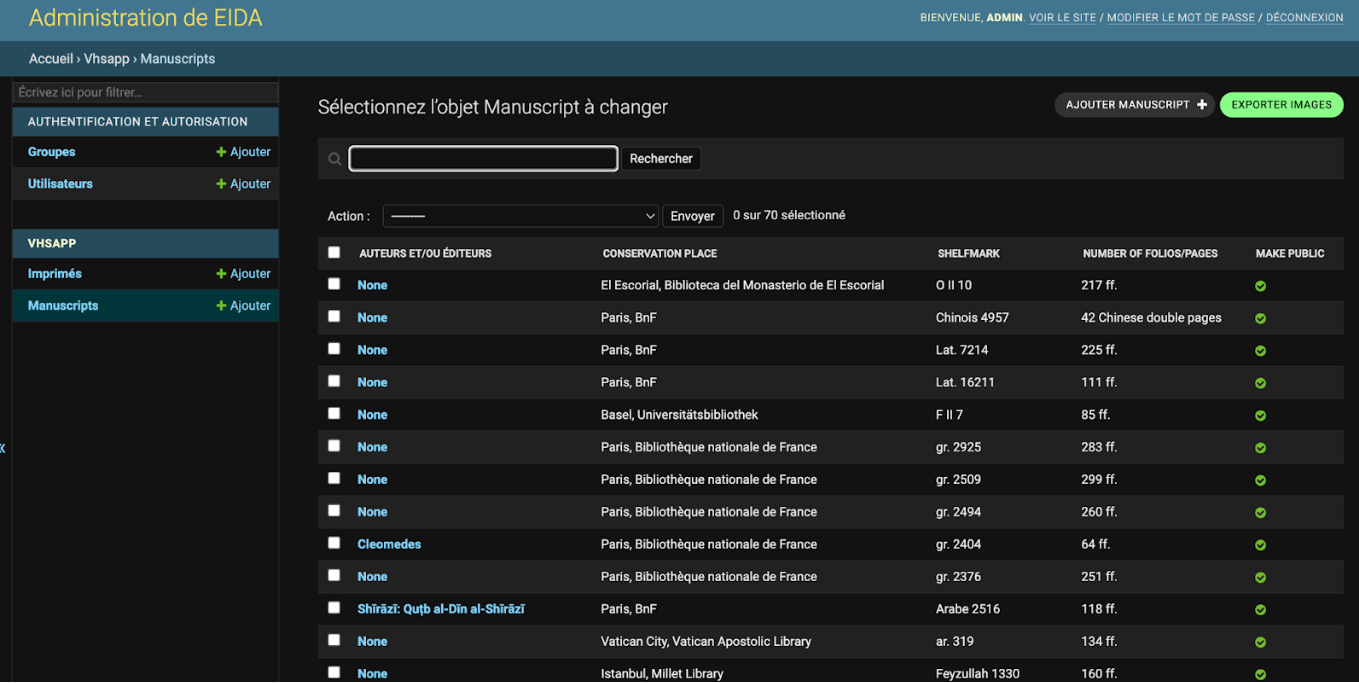 Administration de EIDA
BIENVENUE, ADMIN. VOIR LE SITE / MODIFIER LE MOT DE PASSE / DÉCONNEXION
Accueil › Vhsapp › Manuscripts
Écrivez ici pour filtrer…
AUTHENTIFICATION ET AUTORISATION
Groupes + Ajouter
Utilisateurs + Ajouter
VHSAPP
Imprimés + Ajouter
Manuscripts + Ajouter
«
Sélectionnez l’objet Manuscript à changer
AJOUTER MANUSCRIPT +
EXPORTER IMAGES
Rechercher
Action : --------- Envoyer 0 sur 70 sélectionné
AUTEURS ET/OU ÉDITEURS CONSERVATION PLACE SHELFMARK NUMBER OF FOLIOS/PAGES MAKE PUBLIC
None El Escorial, Biblioteca del Monasterio de El Escorial O II 10 217 ff.
None Paris, BnF Chinois 4957 42 Chinese double pages
None Paris, BnF Lat. 7214 225 ff.
None Paris, BnF Lat. 16211 111 ff.
None Basel, Universitätsbibliothek F II 7 85 ff.
None Paris, Bibliothèque nationale de France gr. 2925 283 ff.
None Paris, Bibliothèque nationale de France gr. 2509 299 ff.
None Paris, Bibliothèque nationale de France gr. 2494 260 ff.
Cleomedes Paris, Bibliothèque nationale de France gr. 2404 64 ff.
None Paris, Bibliothèque nationale de France gr. 2376 251 ff.
Shīrāzī: Quṭb al-Dīn al-Shīrāzī Paris, BnF Arabe 2516 118 ff.
None Vatican City, Vatican Apostolic Library ar. 319 134 ff.
None Istanbul, Millet Library Feyzullah 1330 160 ff.